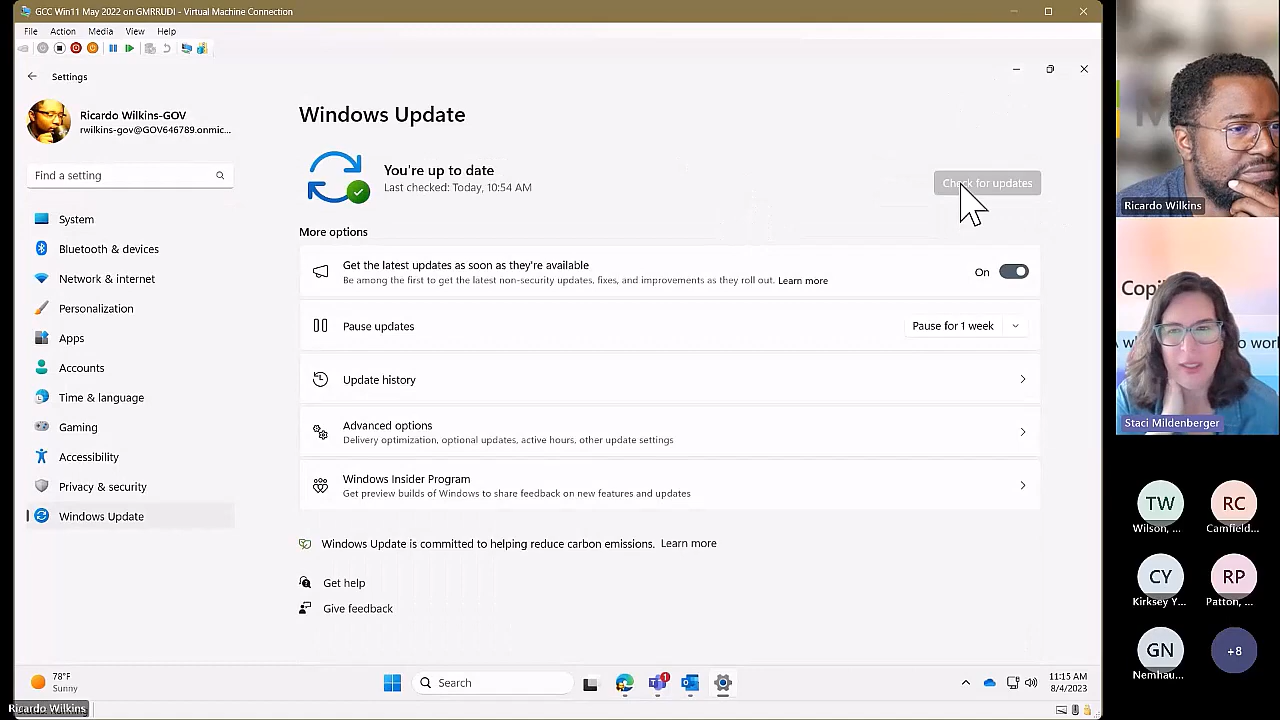 GCC Win11 May 2022 on GMRRUDI - Virtual Machine Connection
File Action Media View Help
Settings
Ricardo Wilkins-GOV
rwilkins-gov@GOV646789.onmic...
Find a setting
System
Bluetooth & devices
Network & internet
Personalization
Apps
Accounts
Time & language
Gaming
Accessibility
Privacy & security
Windows Update
Windows Update
You're up to date
Last checked: Today, 10:54 AM
Check for updates
More options
Get the latest updates as soon as they're available
Be among the first to get the latest non-security updates, fixes, and improvements as they roll out. Learn more
On
Pause updates
Pause for 1 week
Update history
Advanced options
Delivery optimization, optional updates, active hours, other update settings
Windows Insider Program
Get preview builds of Windows to share feedback on new features and updates
Windows Update is committed to helping reduce carbon emissions. Learn more
Get help
Give feedback
78°F
Sunny
Search
1
11:15 AM
8/4/2023
Ricardo Wilkins
Ricardo Wilkins
Copi
Staci Mildenberger
TW
Wilson, ...
RC
Camfield...
CY
Kirksey Y...
RP
Patton, ...
GN
Nemhau...
+8